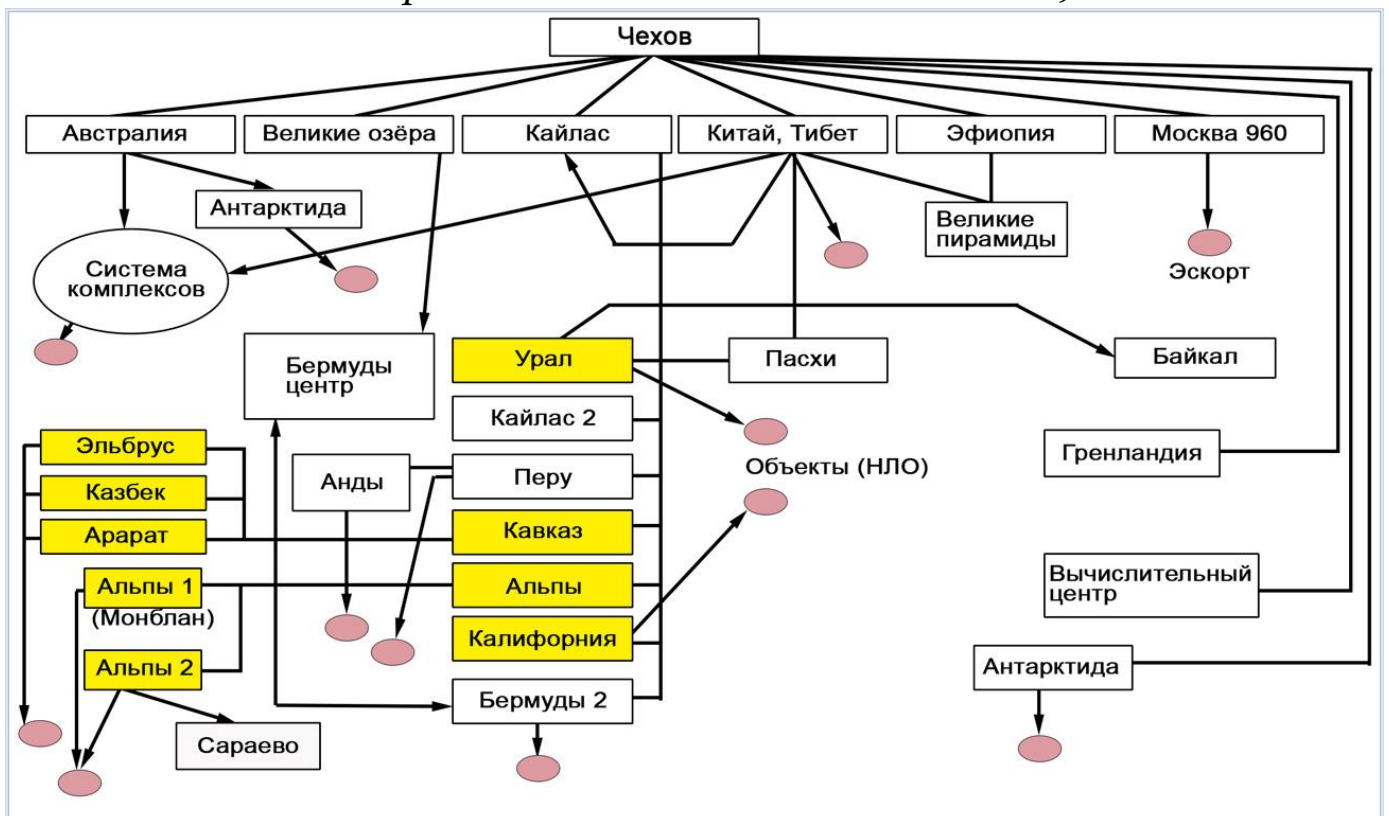 Чехов
Австралия
Великие озёра
Кайлас
Китай, Тибет
Эфиопия
Москва 960
Антарктида
Великие
пирамиды
Система
комплексов
Эскорт
Бермуды
центр
Урал
Пасхи
Байкал
Кайлас 2
Эльбрус
Анды
Перу
Объекты (НЛО)
Гренландия
Казбек
Арарат
Кавказ
Альпы 1
(Монблан)
Альпы
Вычислительный
центр
Калифорния
Альпы 2
Антарктида
Бермуды 2
Сараево